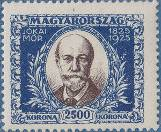 MAGYARORSZÁG
JÓKAI MÓR 1825 1925
KORONA 2500 KORONA